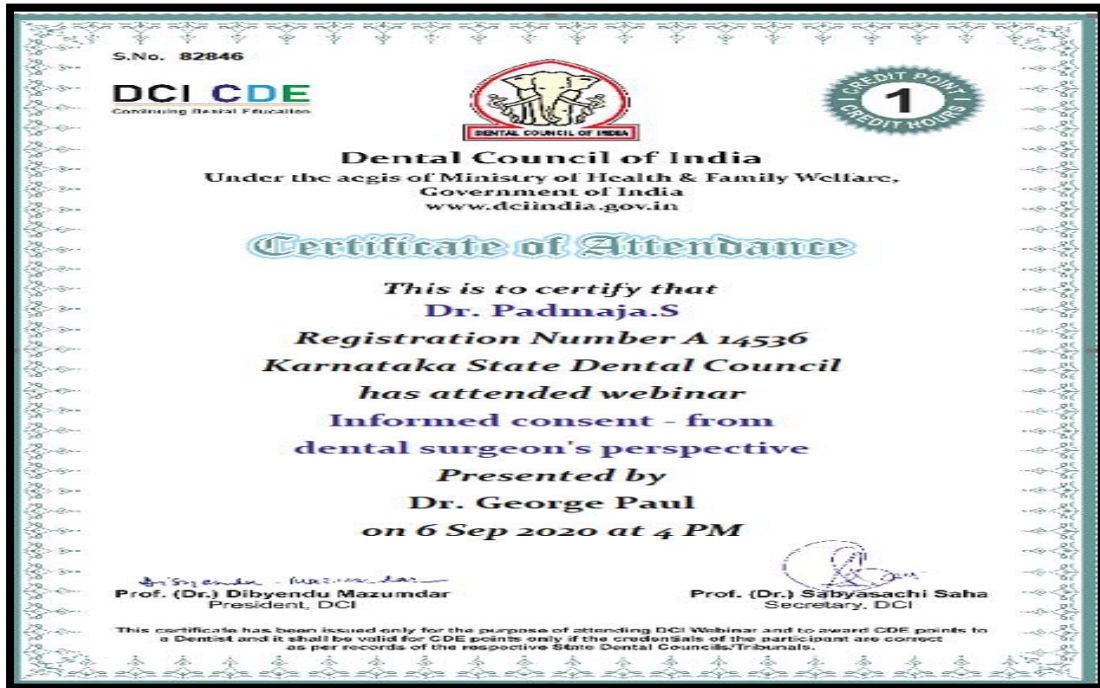 S.No. 82846
DCI CDE
Continuing Dental Education
DENTAL COUNCIL OF INDIA
CREDIT POINT
1
CREDIT HOURS
Dental Council of India
Under the aegis of Ministry of Health & Family Welfare,
Government of India
www.dciindia.gov.in
Certificate of Attendance
This is to certify that
Dr. Padmaja.S
Registration Number A 14536
Karnataka State Dental Council
has attended webinar
Informed consent - from
dental surgeon's perspective
Presented by
Dr. George Paul
on 6 Sep 2020 at 4 PM
Dibyendu Mazumdar
Prof. (Dr.) Dibyendu Mazumdar
President, DCI
Prof. (Dr.) Sabyasachi Saha
Secretary, DCI
This certificate has been issued only for the purpose of attending DCI Webinar and to award CDE points to
a Dentist and it shall be valid for CDE points only if the credentials of the participant are correct
as per records of the respective State Dental Councils/Tribunals.